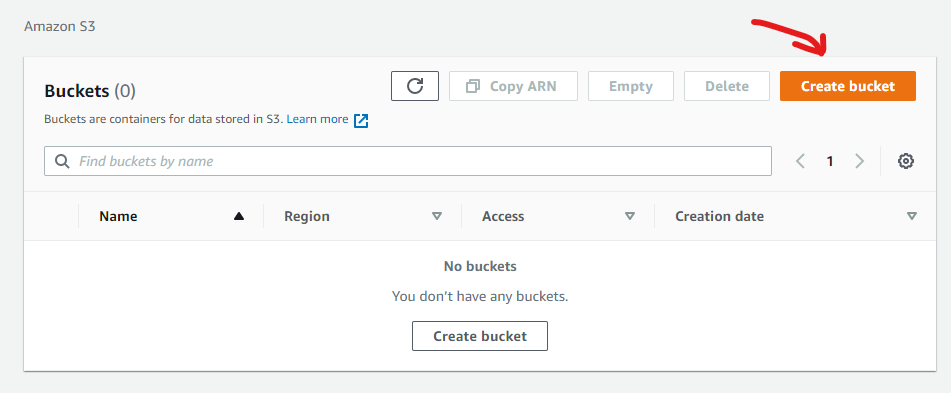 Amazon S3
Buckets (0)
Copy ARN
Empty
Delete
Create bucket
Buckets are containers for data stored in S3. Learn more
Find buckets by name
1
Name
Region
Access
Creation date
No buckets
You don't have any buckets.
Create bucket